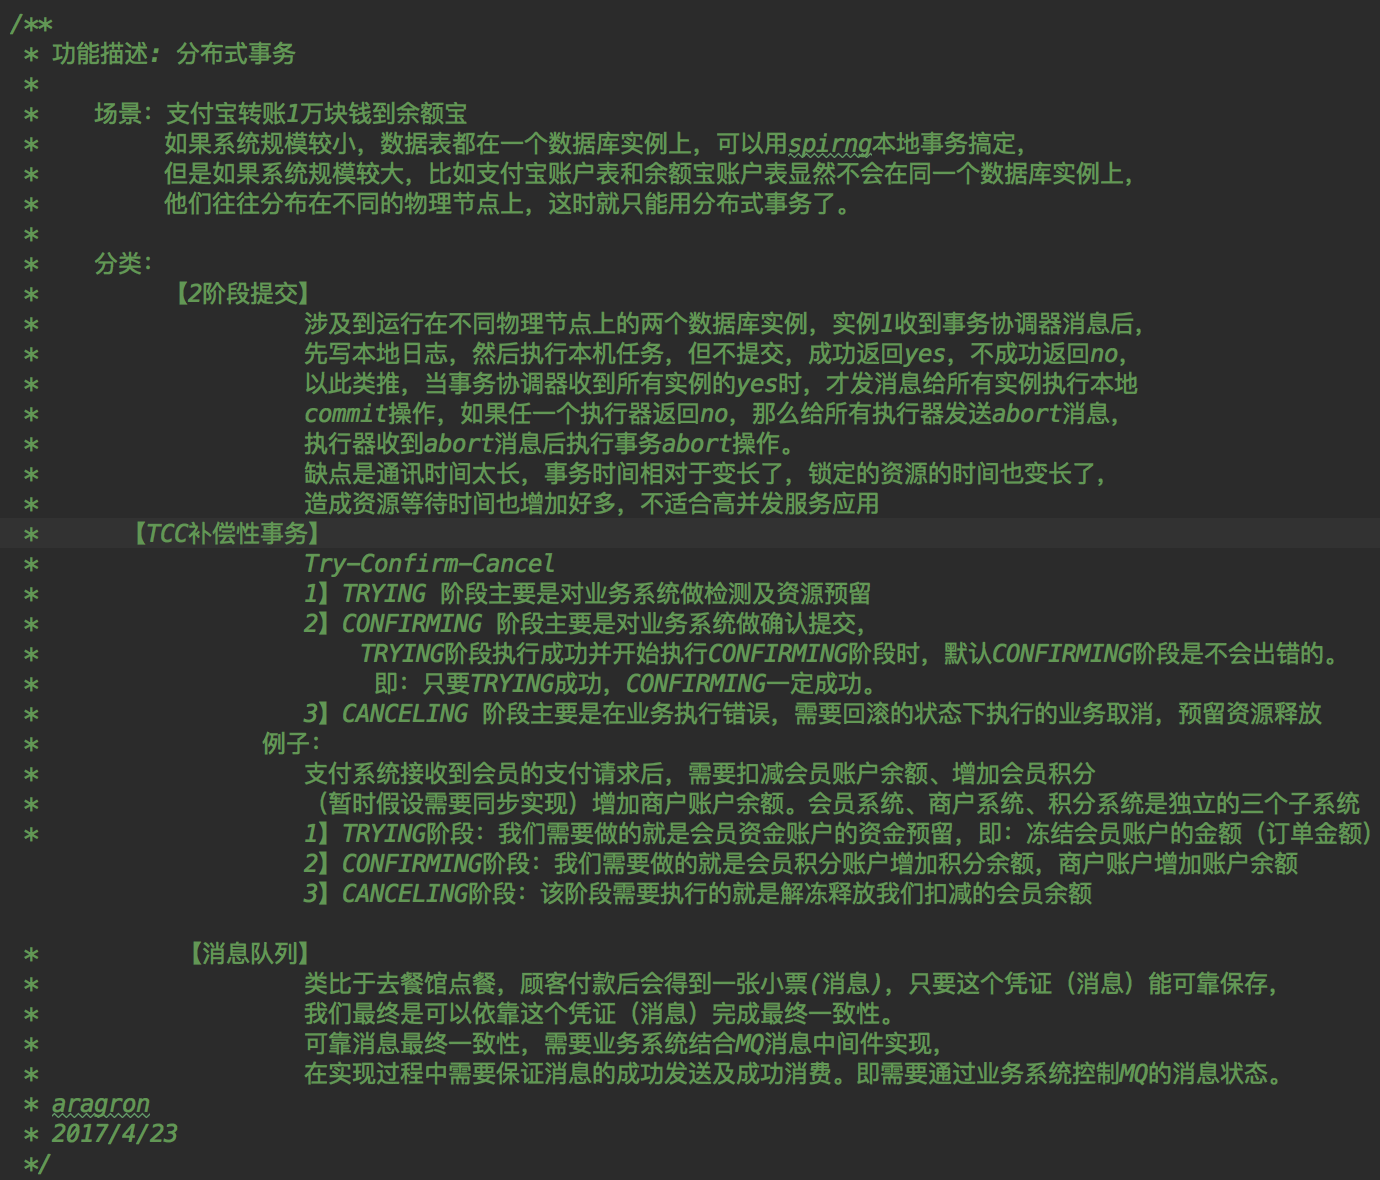 /**
* 功能描述: 分布式事务
*
* 场景：支付宝转账1万块钱到余额宝
* 如果系统规模较小，数据表都在一个数据库实例上，可以用spirng本地事务搞定，
* 但是如果系统规模较大，比如支付宝账户表和余额宝账户表显然不会在同一个数据库实例上，
* 他们往往分布在不同的物理节点上，这时就只能用分布式事务了。
*
* 分类：
* 【2阶段提交】
* 涉及到运行在不同物理节点上的两个数据库实例，实例1收到事务协调器消息后，
* 先写本地日志，然后执行本机任务，但不提交，成功返回yes，不成功返回no，
* 以此类推，当事务协调器收到所有实例的yes时，才发消息给所有实例执行本地
* commit操作，如果任一个执行器返回no，那么给所有执行器发送abort消息，
* 执行器收到abort消息后执行事务abort操作。
* 缺点是通讯时间太长，事务时间相对于变长了，锁定的资源的时间也变长了，
* 造成资源等待时间也增加好多，不适合高并发服务应用
* 【TCC补偿性事务】
* Try-Confirm-Cancel
* 1】TRYING 阶段主要是对业务系统做检测及资源预留
* 2】CONFIRMING 阶段主要是对业务系统做确认提交，
* TRYING阶段执行成功并开始执行CONFIRMING阶段时，默认CONFIRMING阶段是不会出错的。
* 即：只要TRYING成功，CONFIRMING一定成功。
* 3】CANCELING 阶段主要是在业务执行错误，需要回滚的状态下执行的业务取消，预留资源释放
* 例子：
* 支付系统接收到会员的支付请求后，需要扣减会员账户余额、增加会员积分
* （暂时假设需要同步实现）增加商户账户余额。会员系统、商户系统、积分系统是独立的三个子系统
* 1】TRYING阶段：我们需要做的就是会员资金账户的资金预留，即：冻结会员账户的金额（订单金额）
2】CONFIRMING阶段：我们需要做的就是会员积分账户增加积分余额，商户账户增加账户余额
3】CANCELING阶段：该阶段需要执行的就是解冻释放我们扣减的会员余额
* 【消息队列】
* 类比于去餐馆点餐，顾客付款后会得到一张小票(消息)，只要这个凭证（消息）能可靠保存，
* 我们最终是可以依靠这个凭证（消息）完成最终一致性。
* 可靠消息最终一致性，需要业务系统结合MQ消息中间件实现，
* 在实现过程中需要保证消息的成功发送及成功消费。即需要通过业务系统控制MQ的消息状态。
* aragron
* 2017/4/23
*/